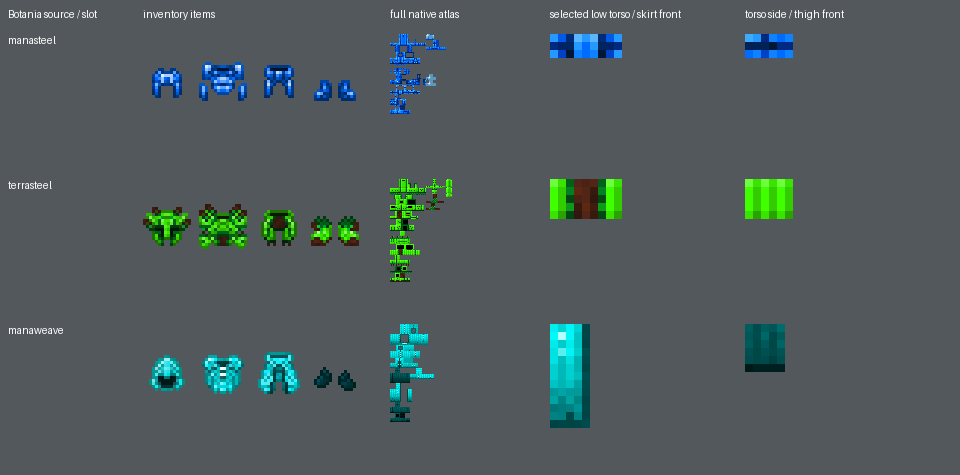 Botania source / slot inventory items full native atlas selected low torso / skirt front torso side / thigh front
manasteel
terrasteel
manaweave